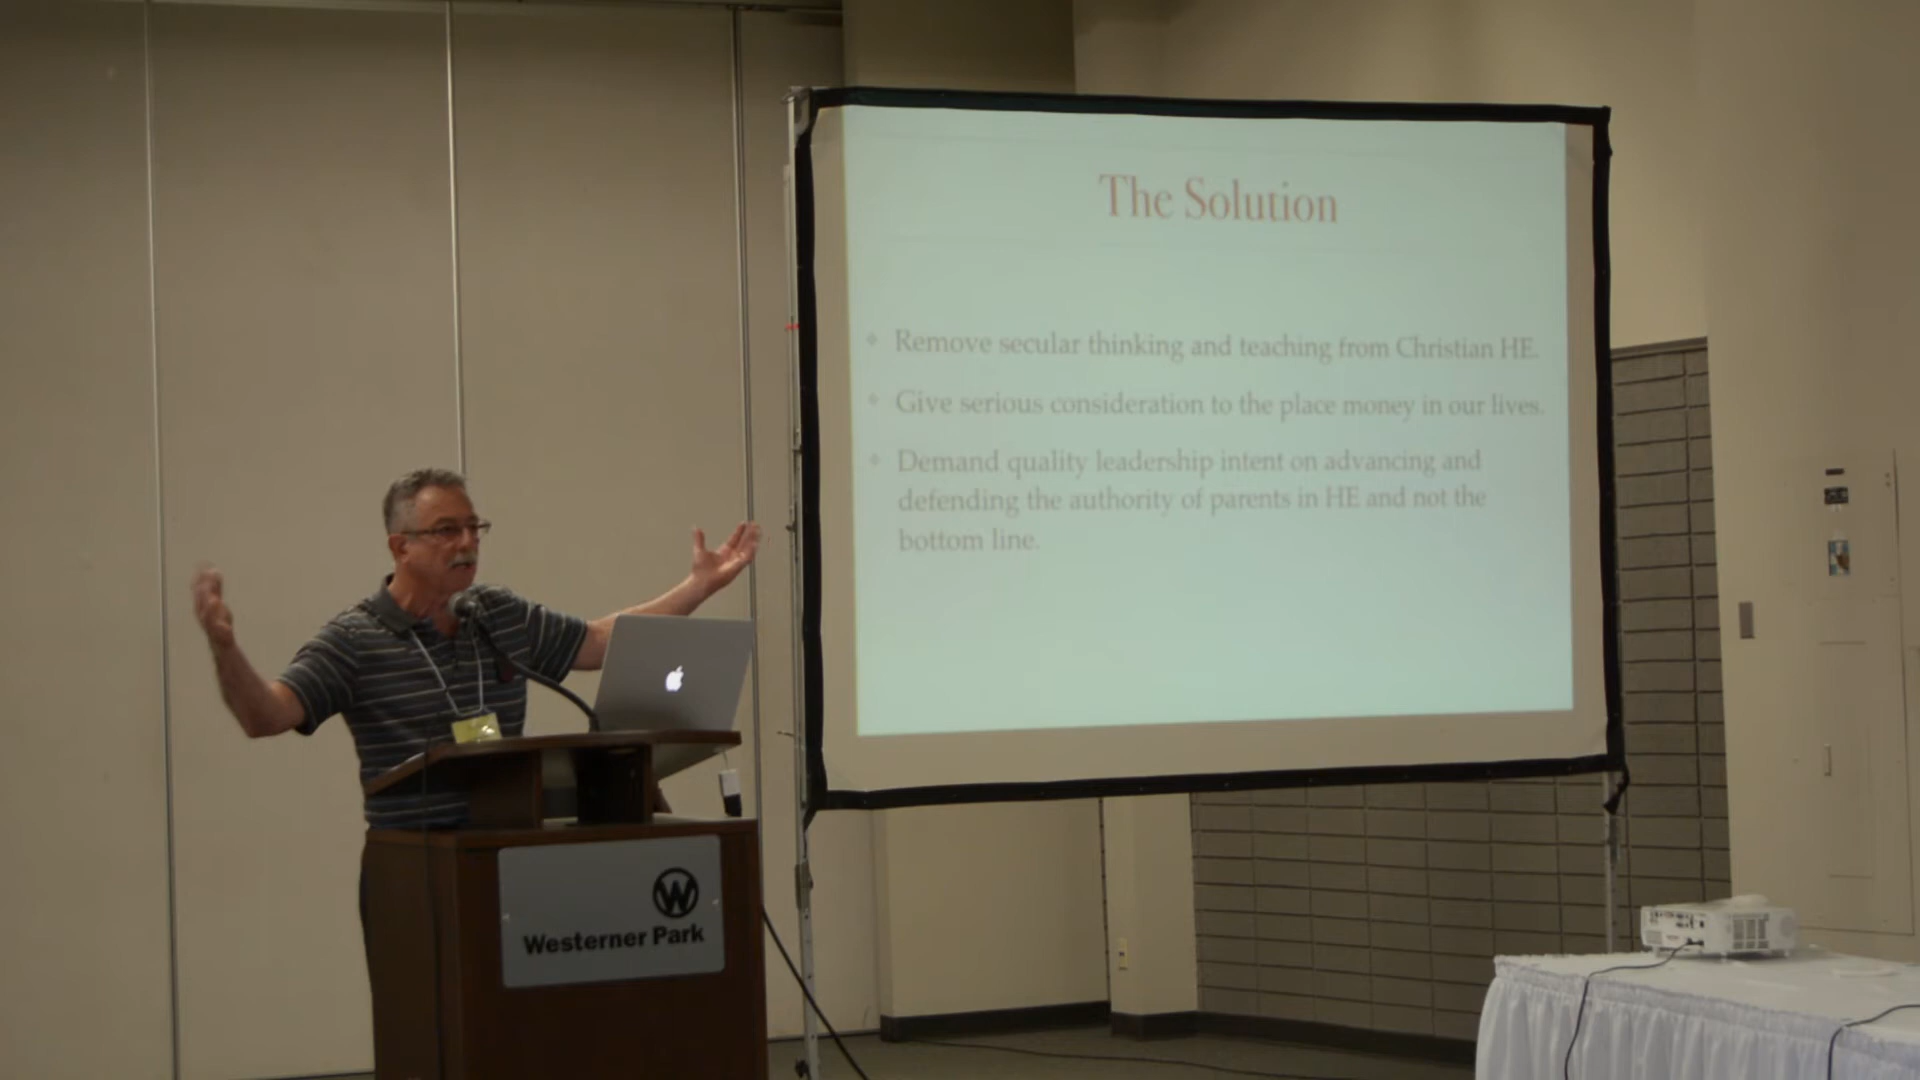 The Solution
Remove secular thinking and teaching from Christian HE.
Give serious consideration to the place money in our lives.
Demand quality leadership intent on advancing and
defending the authority of parents in HE and not the
bottom line.
W
Westerner Park